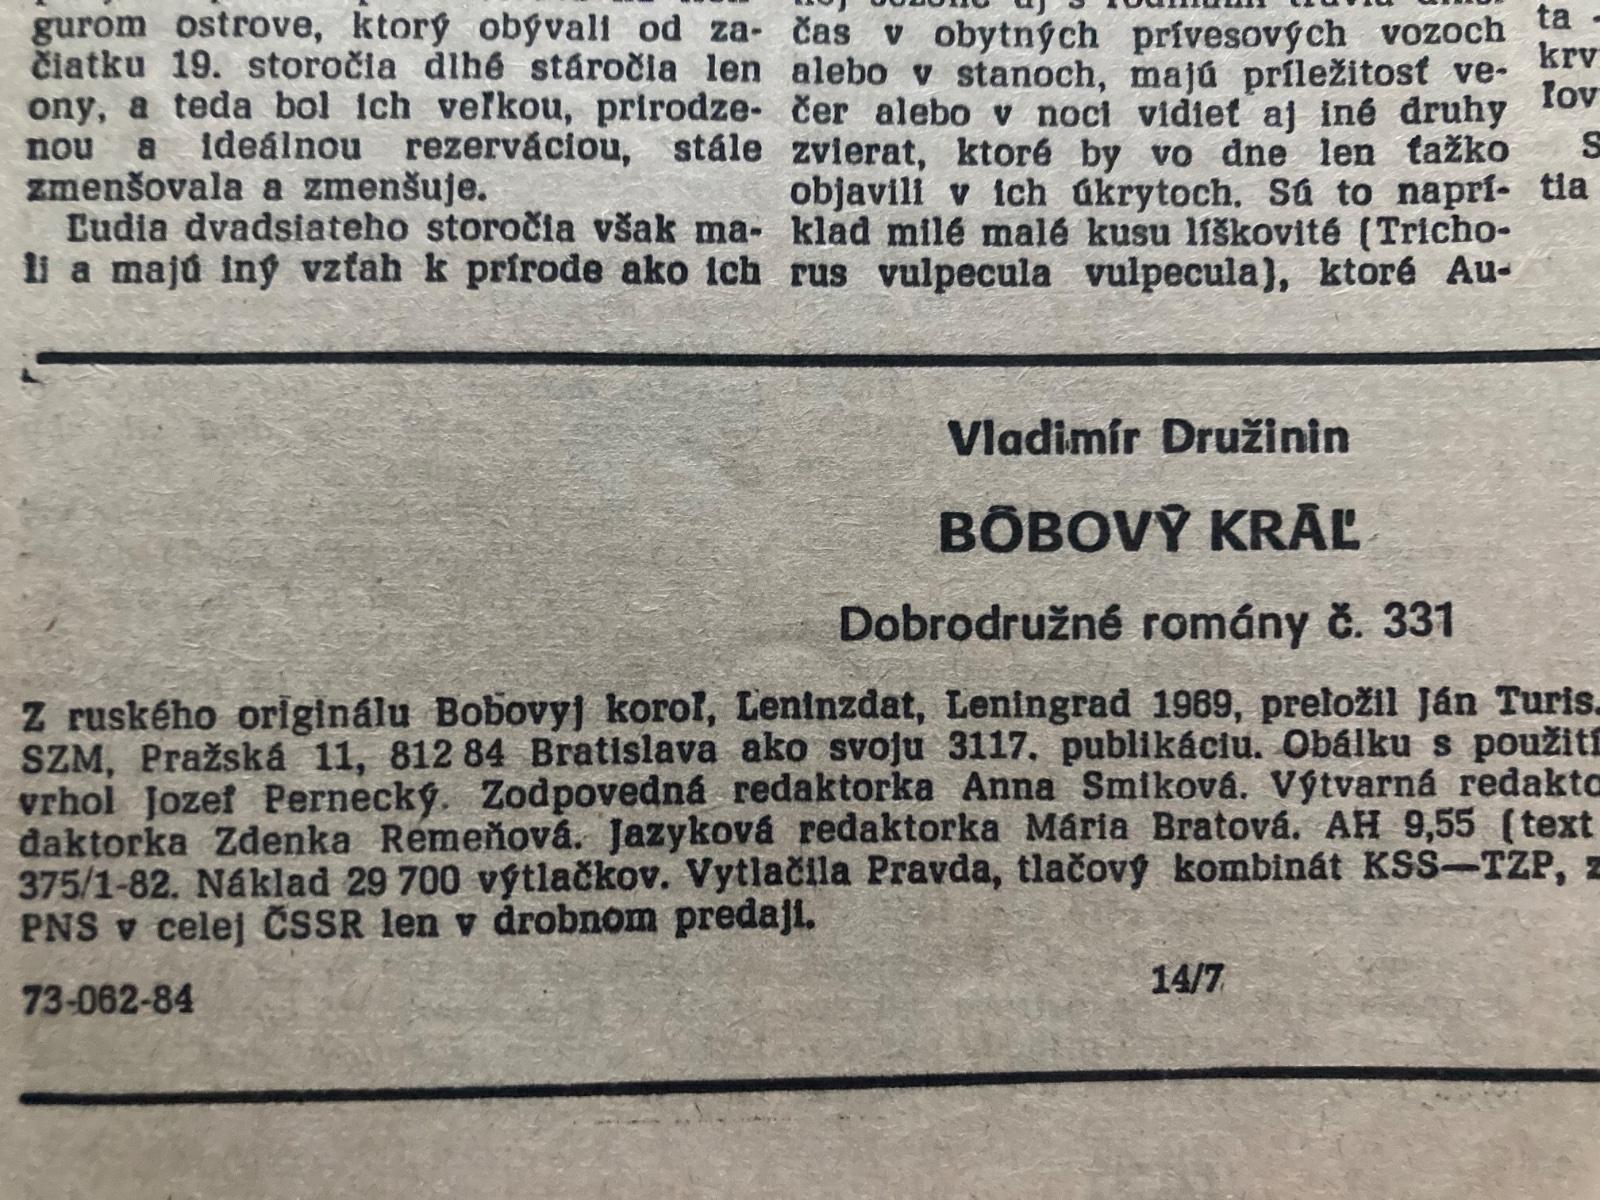 gurom ostrove, ktorý obývali od za-
čiatku 19. storočia dlhé stáročia len
ony, a teda bol ich veľkou, prirodze-
nou a ideálnou rezerváciou, stále
zmenšovala a zmenšuje.
Ľudia dvadsiateho storočia však ma-
li a majú iný vzťah k prírode ako ich
čas v obytných prívesových vozoch
alebo v stanoch, majú príležitosť ve-
čer alebo v noci vidieť aj iné druhy
zvierat, ktoré by vo dne len ťažko
objavili v ich úkrytoch. Sú to naprí-
klad milé malé kusu líškovité (Tricho-
rus vulpecula vulpecula), ktoré Au-
ta
krv
ľov
S
tia
Vladimír Družinin
BÔBOVÝ KRÁĽ
Dobrodružné romány č. 331
Z ruského originálu Bobovyj koroľ, Ľeninzdat, Ľeningrad 1969, preložil Ján Turis.
SZM, Pražská 11, 812 84 Bratislava ako svoju 3117. publikáciu. Obálku s použití
vrhol Jozef Pernecký. Zodpovedná redaktorka Anna Smiková. Výtvarná redakto
daktorka Zdenka Remeňová. Jazyková redaktorka Mária Bratová. AH 9,55 (text
375/1-82. Náklad 29 700 výtlačkov. Vytlačila Pravda, tlačový kombinát KSS—TZP, z
PNS v celej ČSSR len v drobnom predaji.
73-062-84
14/7